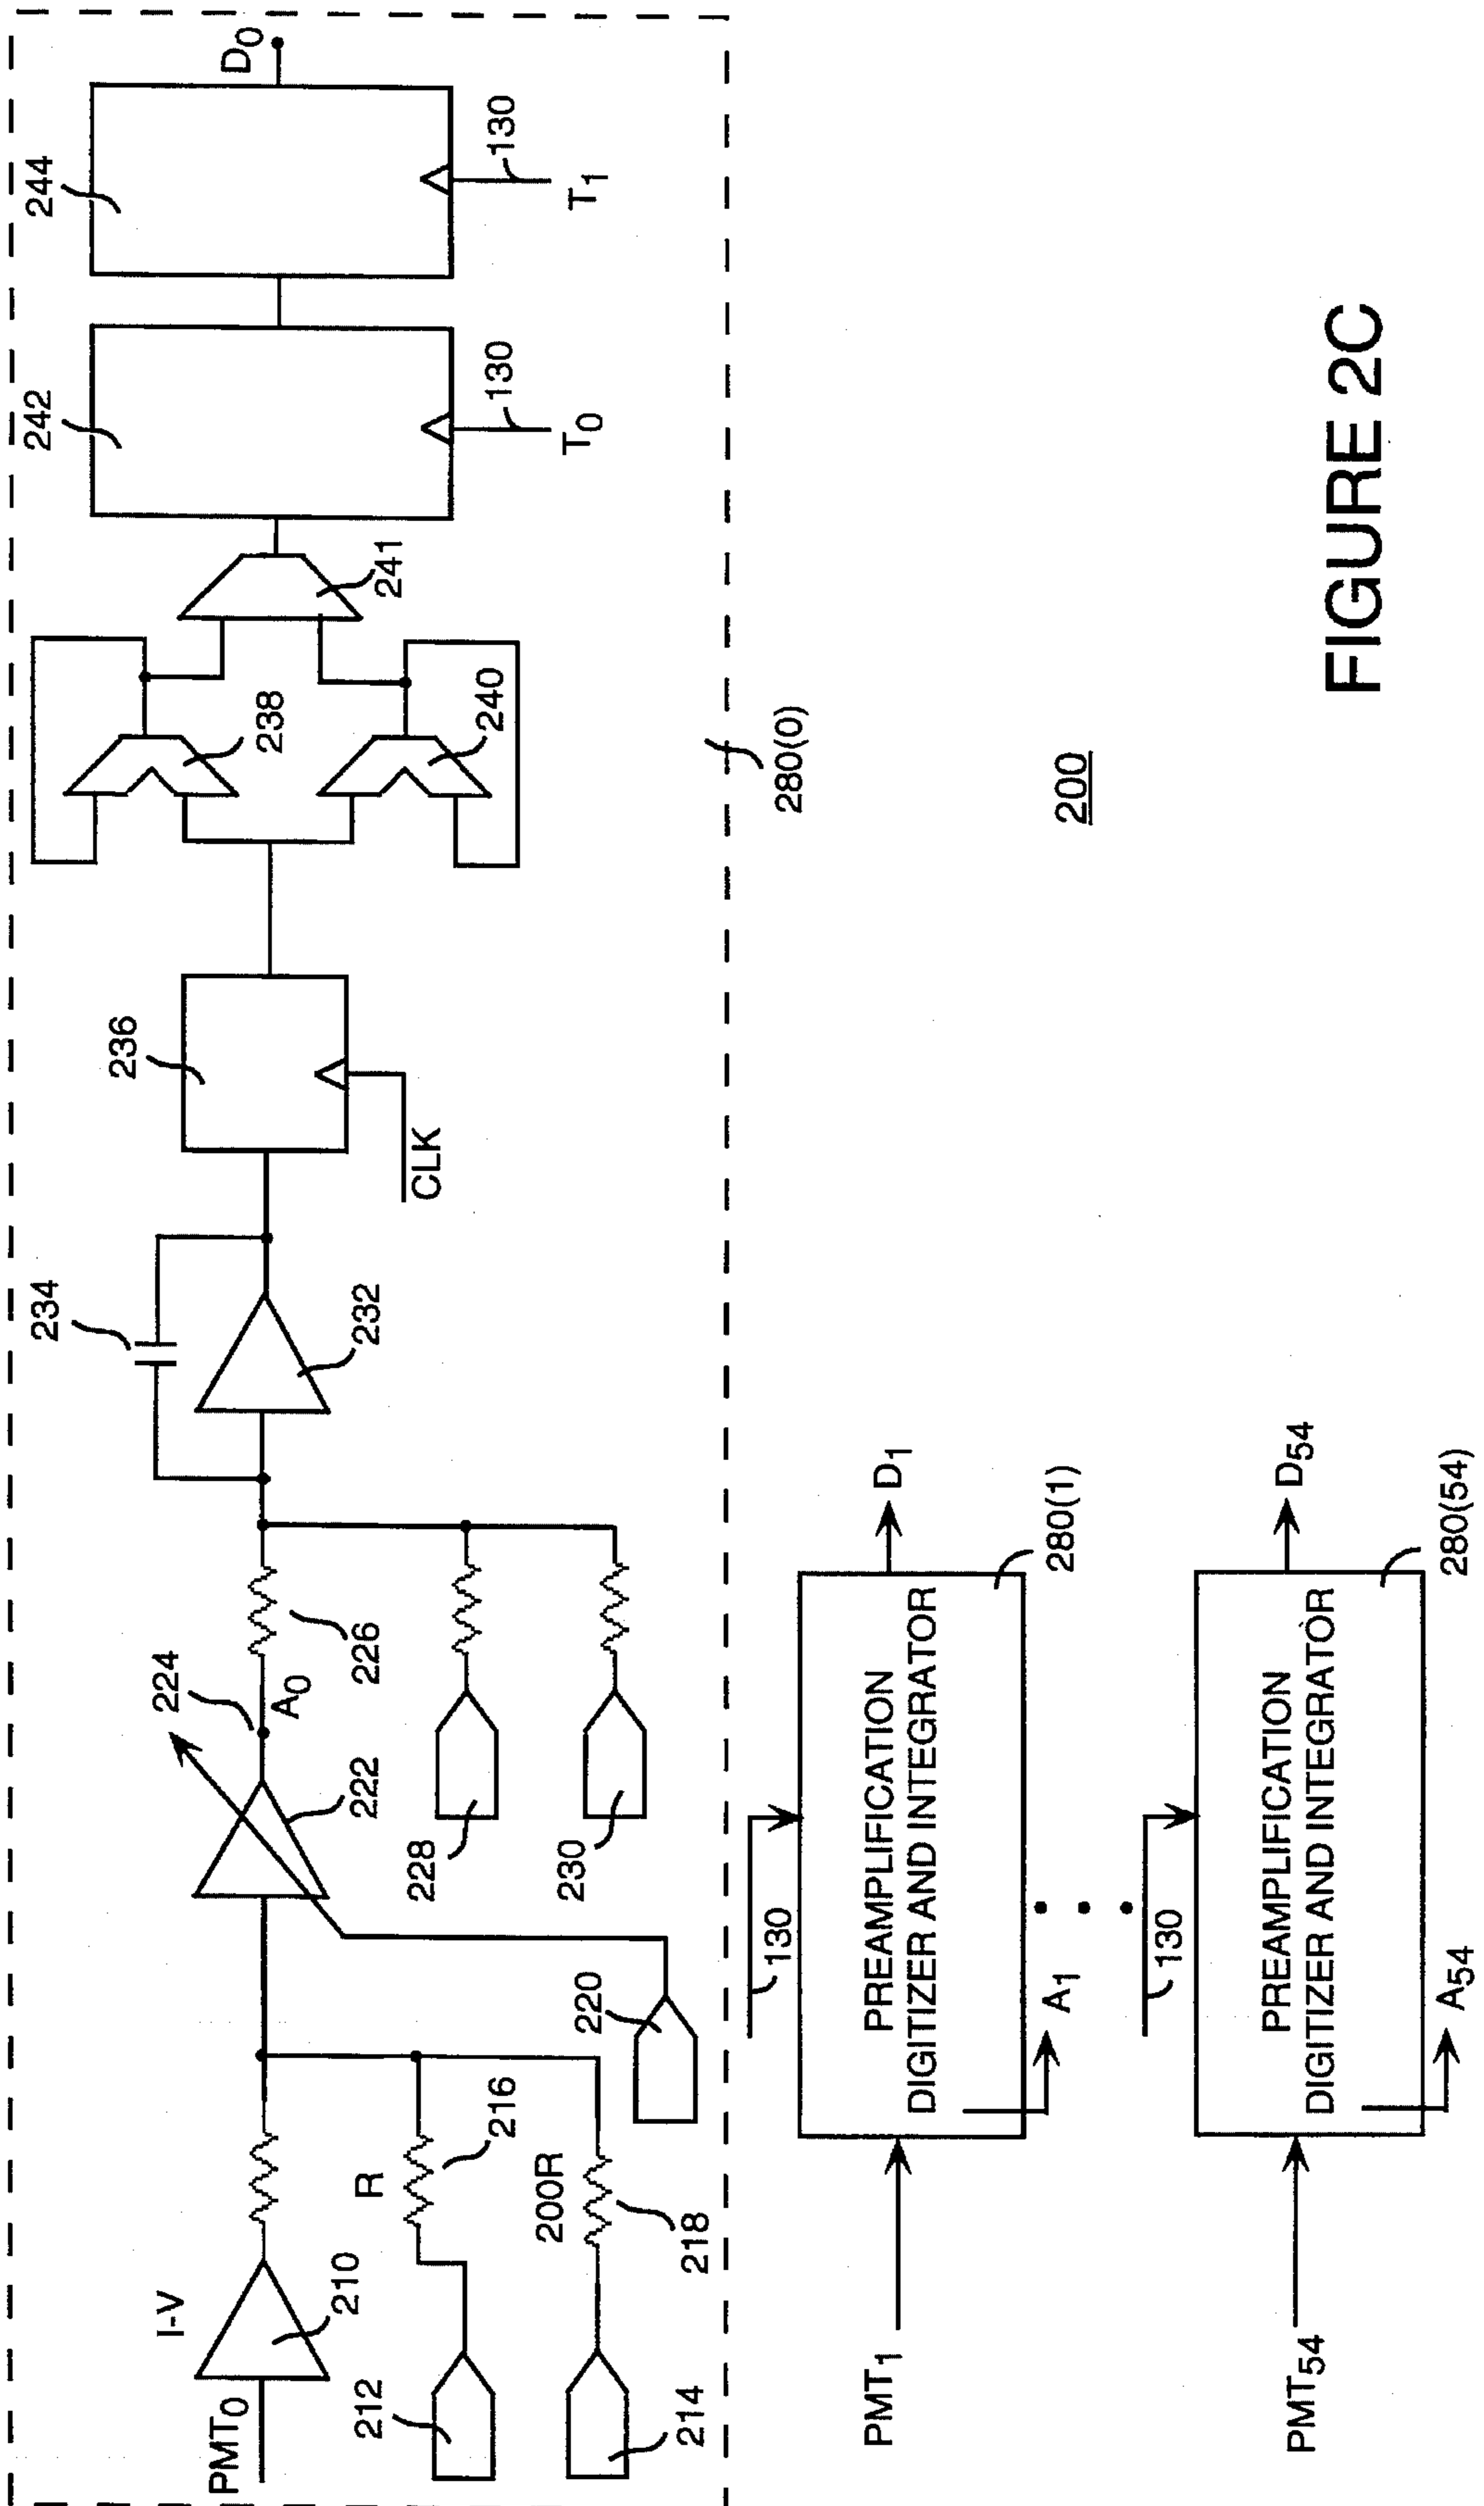 PMT0
I-V
210
212
214
R
216
200R
218
220
222
224
A0
226
228
230
232
234
236
CLK
238
240
241
242
130
T0
244
130
T1
D0
280(0)
200
PMT1
130
PREAMPLIFICATION
DIGITIZER AND INTEGRATOR
A1
D1
280(1)
PMT54
130
PREAMPLIFICATION
DIGITIZER AND INTEGRATOR
A54
D54
280(54)
FIGURE 2C